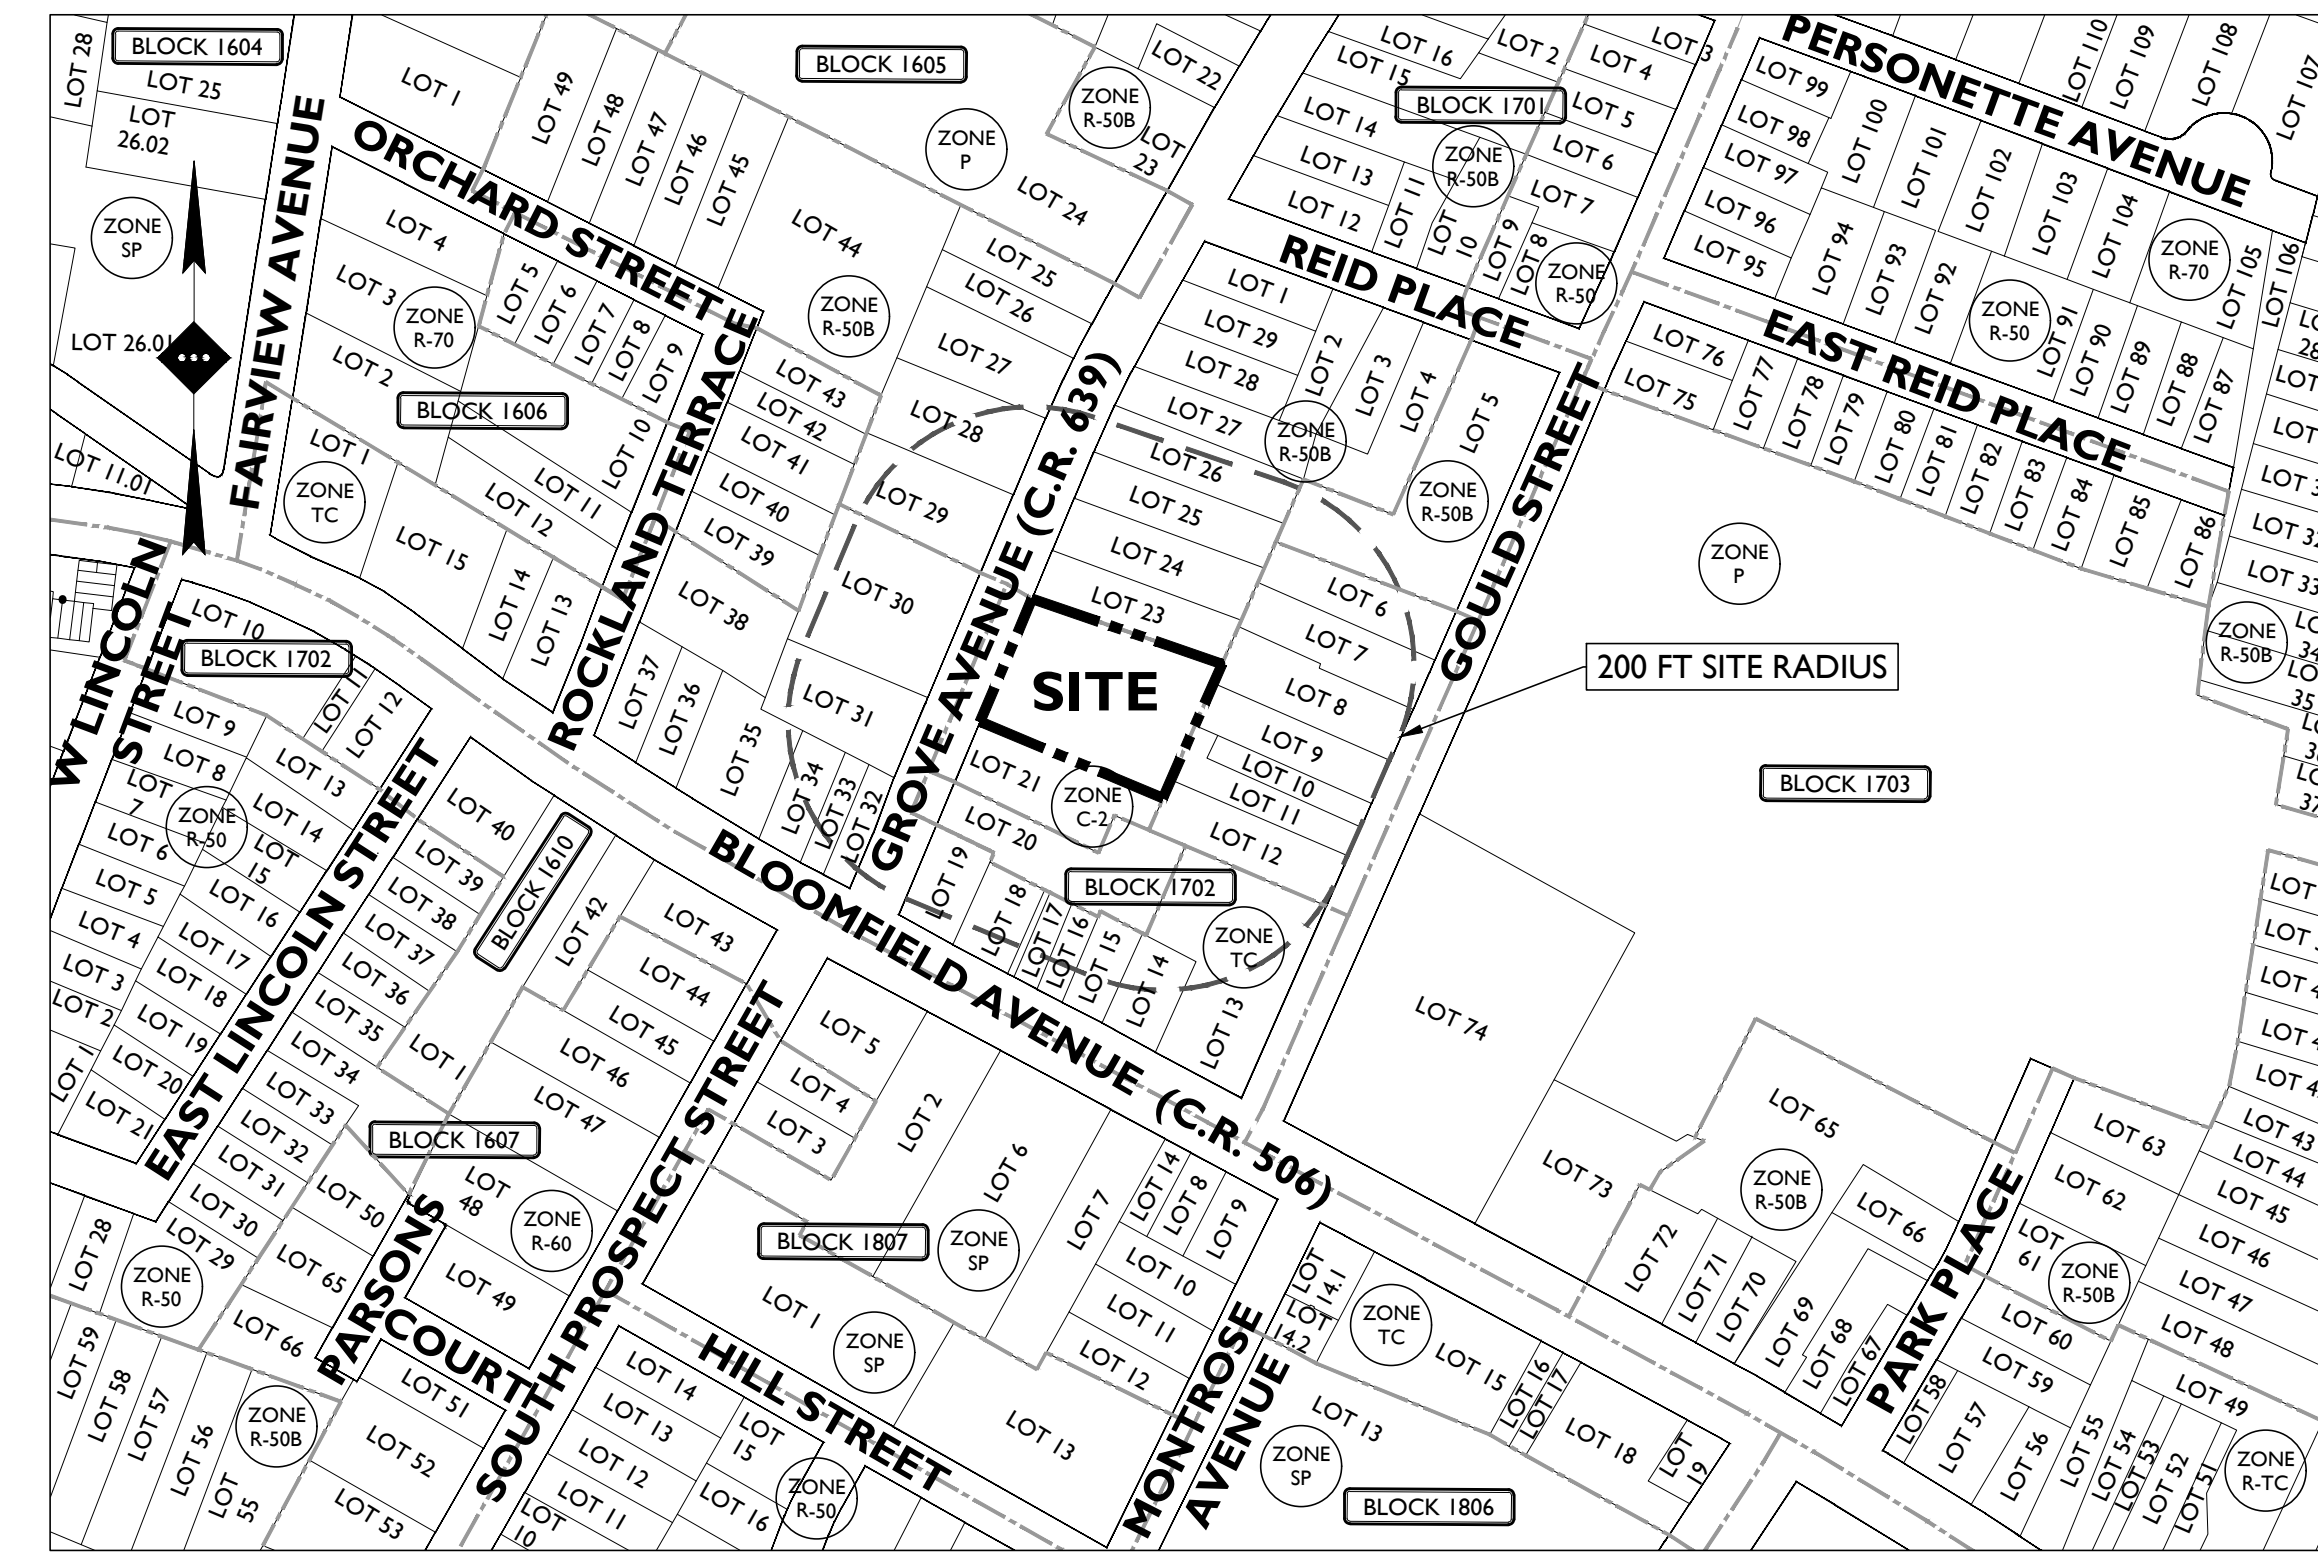 LOT 28
BLOCK 1604
LOT 25
LOT
26.02
ZONE
SP
LOT 26.01
LOT 11.01
FAIRVIEW AVENUE
LOT 1
LOT 49
LOT 48
LOT 47
LOT 46
LOT 45
LOT 44
BLOCK 1605
ZONE
P
ZONE
R-50B
LOT 22
LOT
23
LOT 24
LOT 25
LOT 26
LOT 27
LOT 28
LOT 29
LOT 30
LOT 31
ZONE
R-50B
ORCHARD STREET
LOT 4
LOT 3
LOT 2
ZONE
R-70
LOT 5
LOT 6
LOT 7
LOT 8
LOT 9
BLOCK 1606
LOT 10
LOT 11
LOT 12
LOT 1
ZONE
TC
LOT 15
LOT 14
LOT 13
ROCKLAND TERRACE
LOT 43
LOT 42
LOT 41
LOT 40
LOT 39
LOT 38
LOT 37
LOT 36
LOT 35
LOT 34
LOT 33
LOT 32
GROVE AVENUE (C.R. 639)
LOT 16
LOT 15
LOT 14
LOT 13
LOT 12
LOT 11
LOT
10
LOT 9
LOT 8
LOT 2
LOT 3
LOT 4
LOT 5
LOT 6
LOT 7
BLOCK 1701
ZONE
R-50B
ZONE
R-50
REID PLACE
LOT 1
LOT 29
LOT 28
LOT 27
LOT 26
LOT 25
LOT 24
LOT 23
LOT 2
LOT 3
LOT 4
LOT 5
ZONE
R-50B
ZONE
R-50B
LOT 6
LOT 7
LOT 8
LOT 9
LOT 10
LOT 11
LOT 12
SITE
LOT 21
ZONE
C-2
LOT 20
LOT 19
LOT 18
LOT 17
LOT 16
LOT 15
LOT 14
LOT 13
BLOCK 1702
ZONE
TC
GOULD STREET
200 FT SITE RADIUS
PERSONETTE AVENUE
LOT 110
LOT 109
LOT 108
LOT 107
LOT 99
LOT 98
LOT 97
LOT 96
LOT 95
LOT 100
LOT 101
LOT 102
LOT 103
LOT 104
LOT 105
LOT 106
ZONE
R-70
LOT 94
LOT 93
LOT 92
LOT 91
LOT 90
LOT 89
LOT 88
LOT 87
ZONE
R-50
EAST REID PLACE
LOT 76
LOT 75
LOT 77
LOT 78
LOT 79
LOT 80
LOT 81
LOT 82
LOT 83
LOT 84
LOT 85
LOT 86
ZONE
P
ZONE
R-50B
BLOCK 1703
LOT 74
LOT 73
LOT 72
LOT 71
LOT 70
LOT 69
LOT 68
LOT 67
LOT 66
LOT 65
ZONE
R-50B
PARK PLACE
LOT 63
LOT 62
LOT
61
ZONE
R-50B
LOT 60
LOT 59
LOT 58
LOT 57
LOT 56
LOT 55
LOT 54
LOT 53
LOT 52
LOT 51
LOT 43
LOT 44
LOT 45
LOT 46
LOT 47
LOT 48
LOT 49
ZONE
R-TC
W LINCOLN
STREET
LOT 10
BLOCK 1702
LOT 11
LOT 12
LOT 9
LOT 8
LOT
7
LOT 6
LOT 5
LOT 4
LOT 3
LOT 2
LOT 1
ZONE
R-50
LOT 13
LOT 14
LOT
15
LOT 16
LOT 17
LOT 18
LOT 19
LOT 20
LOT 21
EAST LINCOLN STREET
LOT 40
LOT 39
LOT 38
LOT 37
LOT 36
LOT 35
LOT 34
LOT 33
LOT 32
LOT 31
LOT 30
LOT 29
LOT 28
BLOCK 1610
LOT 42
LOT 43
LOT 44
LOT 45
LOT 46
LOT 47
LOT 1
BLOCK 1607
LOT
48
LOT 49
LOT 50
LOT 65
LOT 66
ZONE
R-60
ZONE
R-50
LOT 59
LOT 58
LOT 57
LOT 56
LOT
55
ZONE
R-50B
PARSONS
COURT
LOT 51
LOT 52
LOT 53
SOUTH PROSPECT STREET
BLOOMFIELD AVENUE (C.R. 506)
LOT 5
LOT 4
LOT 3
LOT 2
LOT 6
LOT 7
LOT 14
LOT 8
LOT 9
LOT 10
LOT 11
LOT 12
LOT 13
BLOCK 1807
ZONE
SP
LOT 1
ZONE
SP
HILL STREET
LOT 14
LOT 13
LOT 12
LOT 11
LOT
10
LOT
15
LOT 16
ZONE
R-50
MONTROSE
AVENUE
LOT
14.1
LOT
14.2
ZONE
TC
LOT 15
LOT 16
LOT 17
LOT 18
LOT
19
LOT 13
ZONE
SP
BLOCK 1806